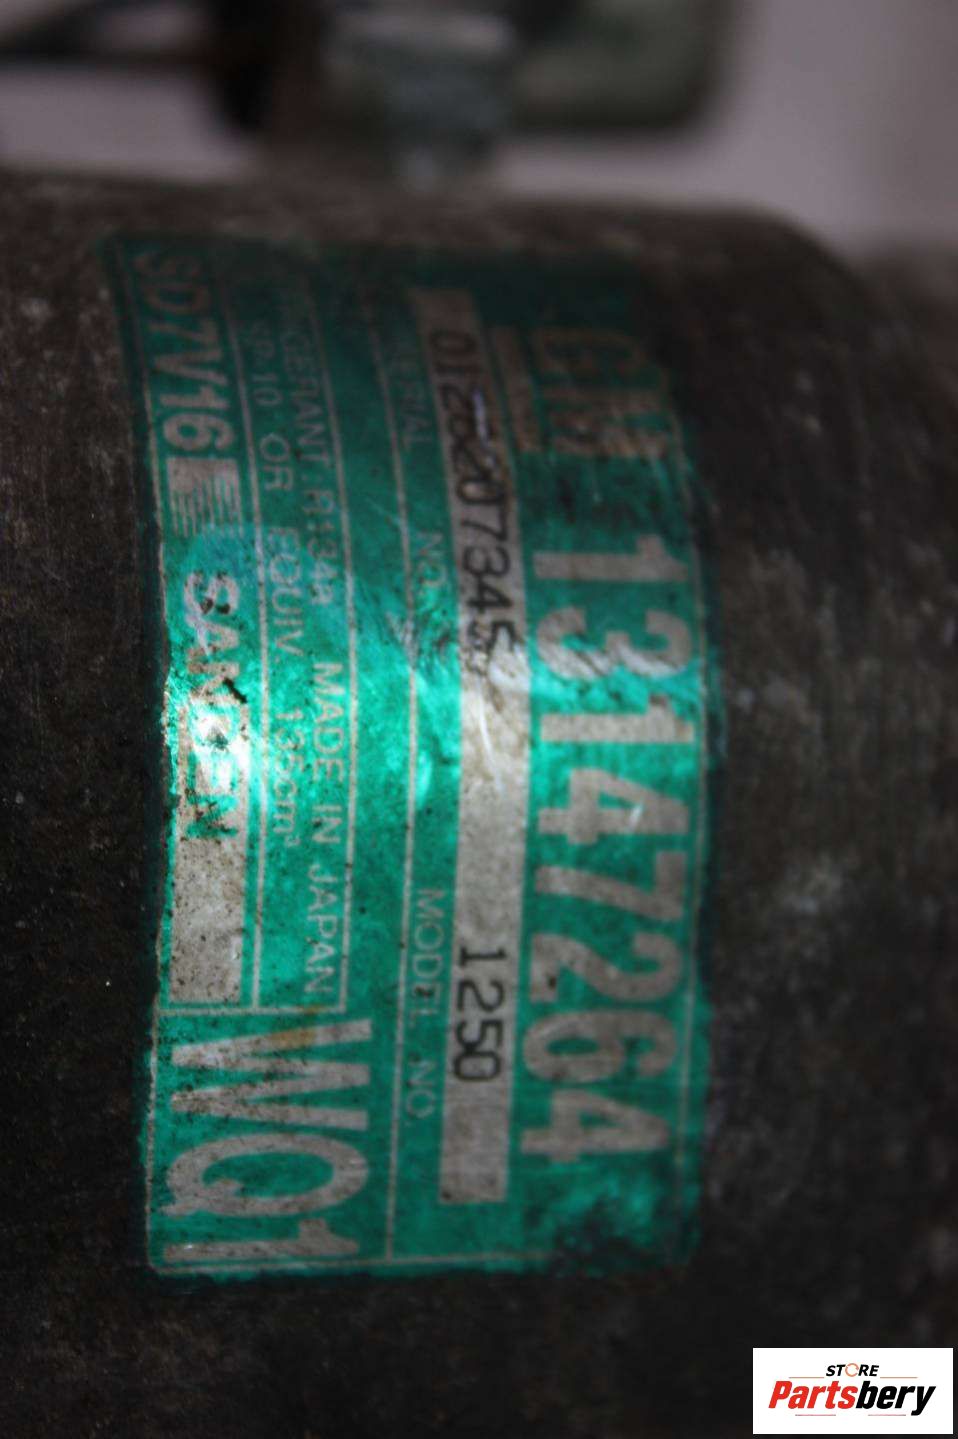 GM 13147264
0128207345 1250
SERIAL NO. MODEL NO.
REFRIGERANT:R134a MADE IN JAPAN
SP-10 OR EQUIV. 135cm³
SD7V16 SANDEN
WQ1
STORE
Partsbery